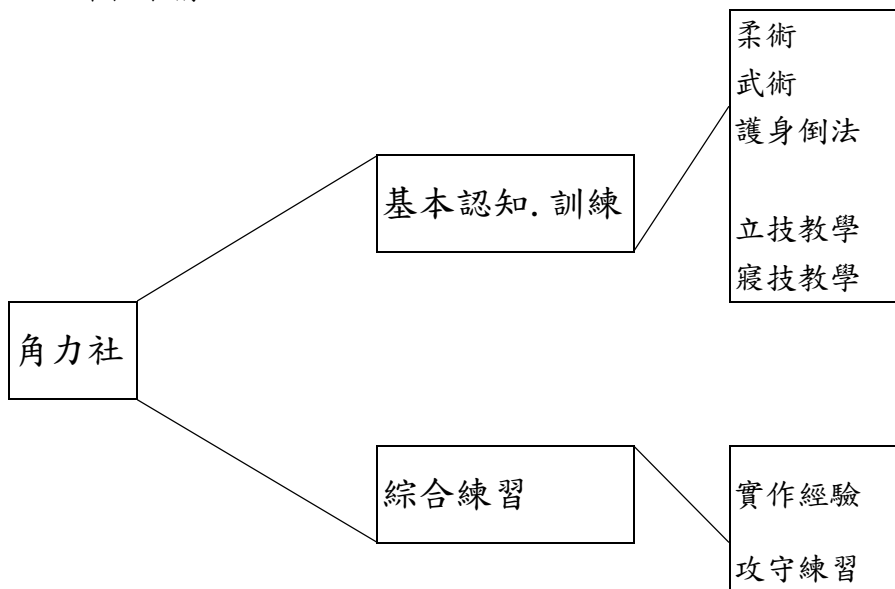 角力社
基本認知.訓練
柔術
武術
護身倒法
立技教學
寢技教學
綜合練習
實作經驗
攻守練習